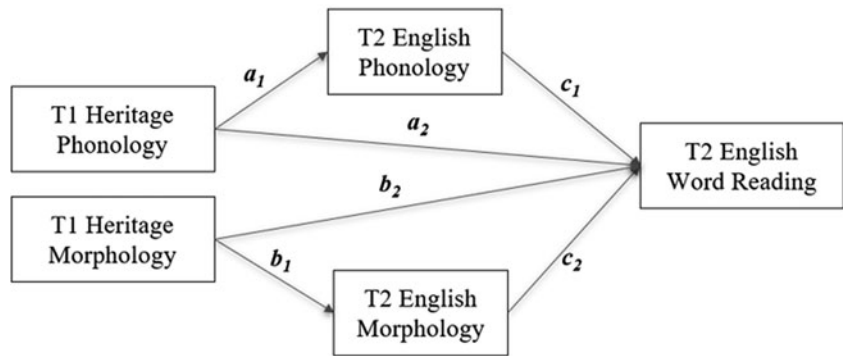 T2 English
Phonology
a1
c1
T1 Heritage
Phonology
a2
T2 English
Word Reading
b2
T1 Heritage
Morphology
b1
c2
T2 English
Morphology